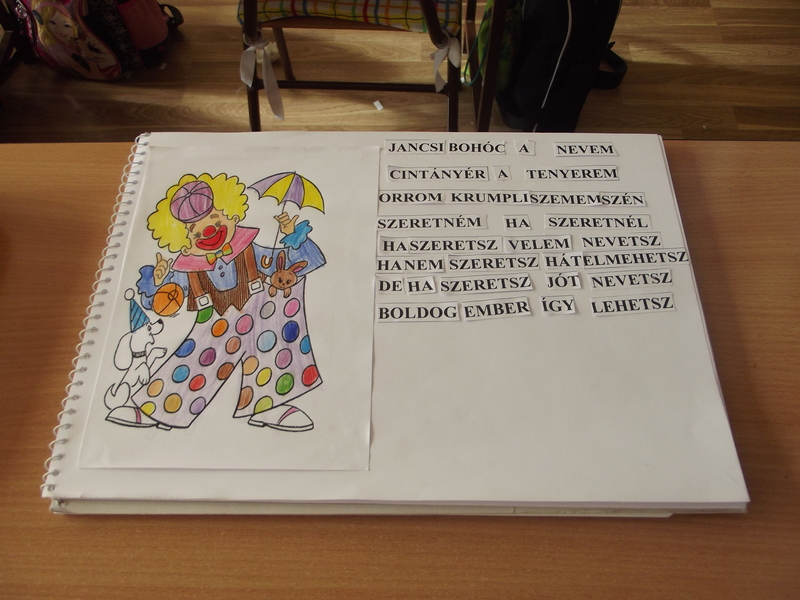 JANCSI BOHÓC A NEVEM
CINTÁNYÉR A TENYEREM
ORROM KRUMPLI SZEMEM SZÉN
SZERETNÉM HA SZERETNÉL
HA SZERETSZ VELEM NEVETSZ
HA NEM SZERETSZ HÁT ELMEHETSZ
DE HA SZERETSZ JÓT NEVETSZ
BOLDOG EMBER ÍGY LEHETSZ